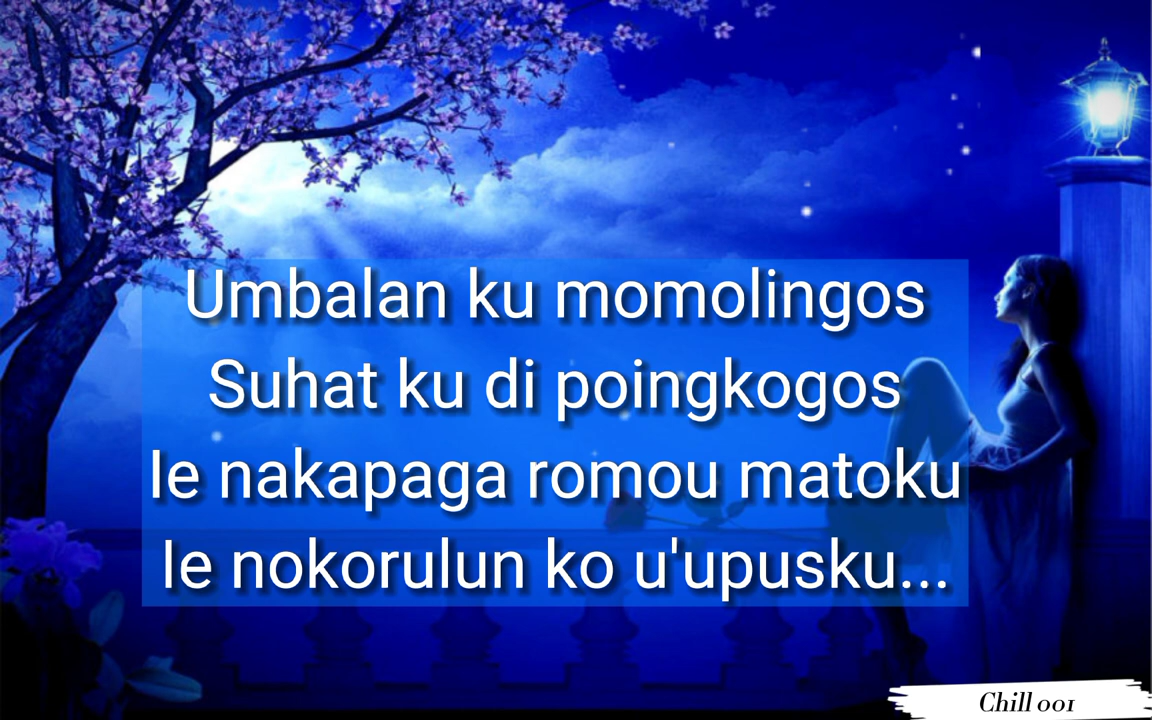 Umbalan ku momolingos
Suhat ku di poingkogos
Ie nakapaga romou matoku
Ie nokorulun ko u'upusku...
Chill 001